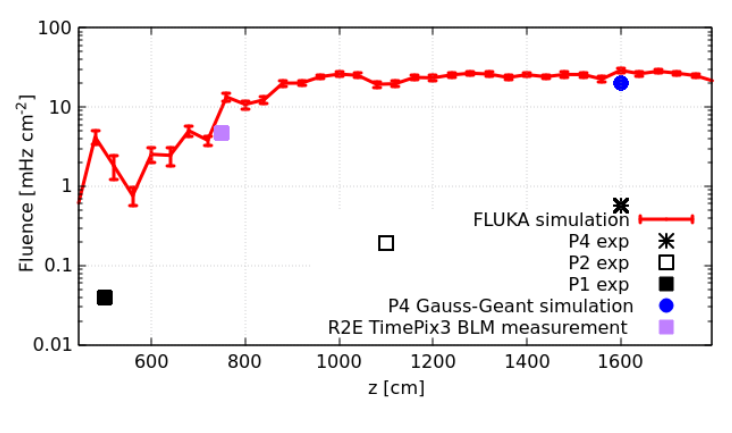 100
10
1
0.1
0.01
Fluence [mHz cm-2]
FLUKA simulation
P4 exp
P2 exp
P1 exp
P4 Gauss-Geant simulation
R2E TimePix3 BLM measurement
600 800 1000 1200 1400 1600
z [cm]